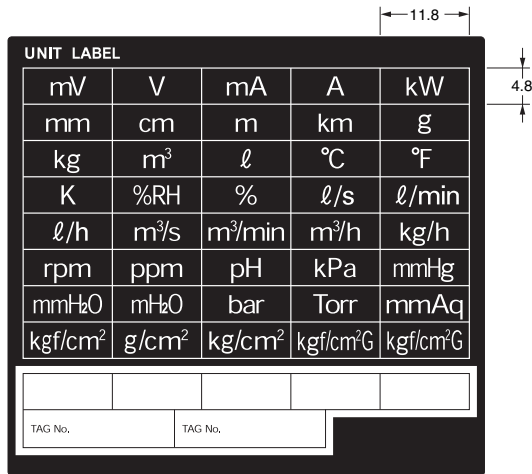 11.8
UNIT LABEL
4.8
mV V mA A kW
mm cm m km g
kg m³ ℓ °C °F
K %RH % ℓ/s ℓ/min
ℓ/h m³/s m³/min m³/h kg/h
rpm ppm pH kPa mmHg
mmH₂O mH₂O bar Torr mmAq
kgf/cm² g/cm² kg/cm² kgf/cm²G kgf/cm²G
TAG No. TAG No.